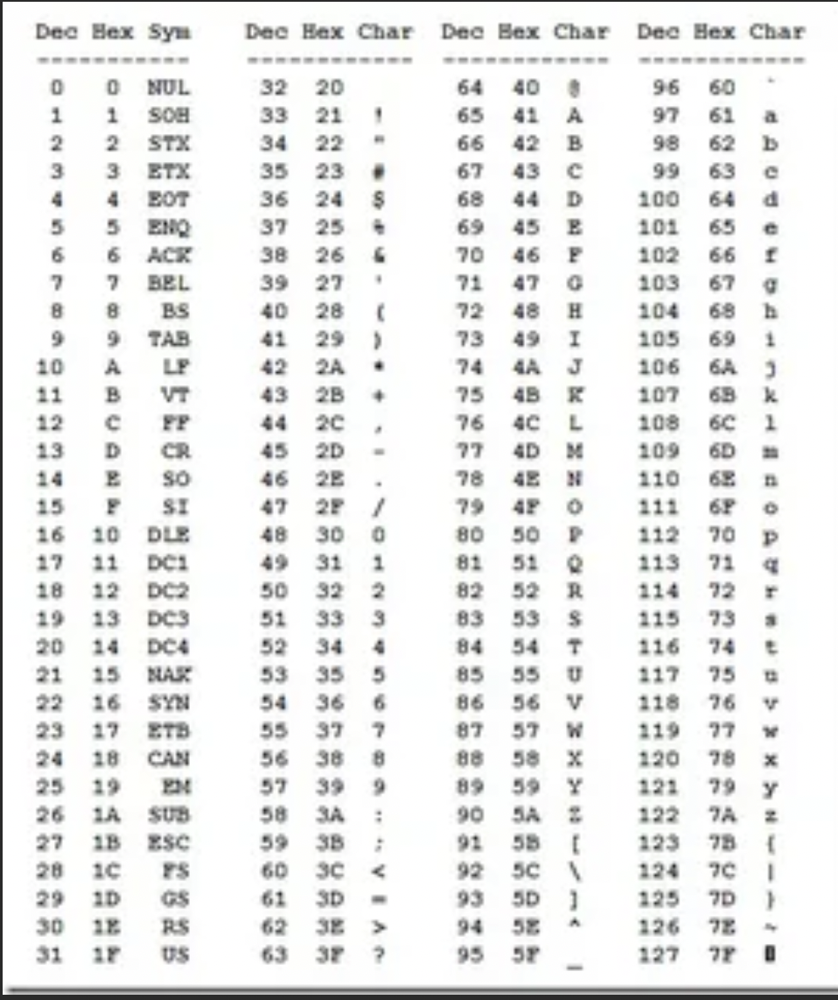 Dec Hex Sym Dec Hex Char Dec Hex Char Dec Hex Char
----------- ------------ ------------ ------------
0 0 NUL 32 20 64 40 @ 96 60 `
1 1 SOH 33 21 ! 65 41 A 97 61 a
2 2 STX 34 22 " 66 42 B 98 62 b
3 3 ETX 35 23 # 67 43 C 99 63 c
4 4 EOT 36 24 $ 68 44 D 100 64 d
5 5 ENQ 37 25 % 69 45 E 101 65 e
6 6 ACK 38 26 & 70 46 F 102 66 f
7 7 BEL 39 27 ' 71 47 G 103 67 g
8 8 BS 40 28 ( 72 48 H 104 68 h
9 9 TAB 41 29 ) 73 49 I 105 69 i
10 A LF 42 2A * 74 4A J 106 6A j
11 B VT 43 2B + 75 4B K 107 6B k
12 C FF 44 2C , 76 4C L 108 6C l
13 D CR 45 2D - 77 4D M 109 6D m
14 E SO 46 2E . 78 4E N 110 6E n
15 F SI 47 2F / 79 4F O 111 6F o
16 10 DLE 48 30 0 80 50 P 112 70 p
17 11 DC1 49 31 1 81 51 Q 113 71 q
18 12 DC2 50 32 2 82 52 R 114 72 r
19 13 DC3 51 33 3 83 53 S 115 73 s
20 14 DC4 52 34 4 84 54 T 116 74 t
21 15 NAK 53 35 5 85 55 U 117 75 u
22 16 SYN 54 36 6 86 56 V 118 76 v
23 17 ETB 55 37 7 87 57 W 119 77 w
24 18 CAN 56 38 8 88 58 X 120 78 x
25 19 EM 57 39 9 89 59 Y 121 79 y
26 1A SUB 58 3A : 90 5A Z 122 7A z
27 1B ESC 59 3B ; 91 5B [ 123 7B {
28 1C FS 60 3C < 92 5C \ 124 7C |
29 1D GS 61 3D = 93 5D ] 125 7D }
30 1E RS 62 3E > 94 5E ^ 126 7E ~
31 1F US 63 3F ? 95 5F _ 127 7F